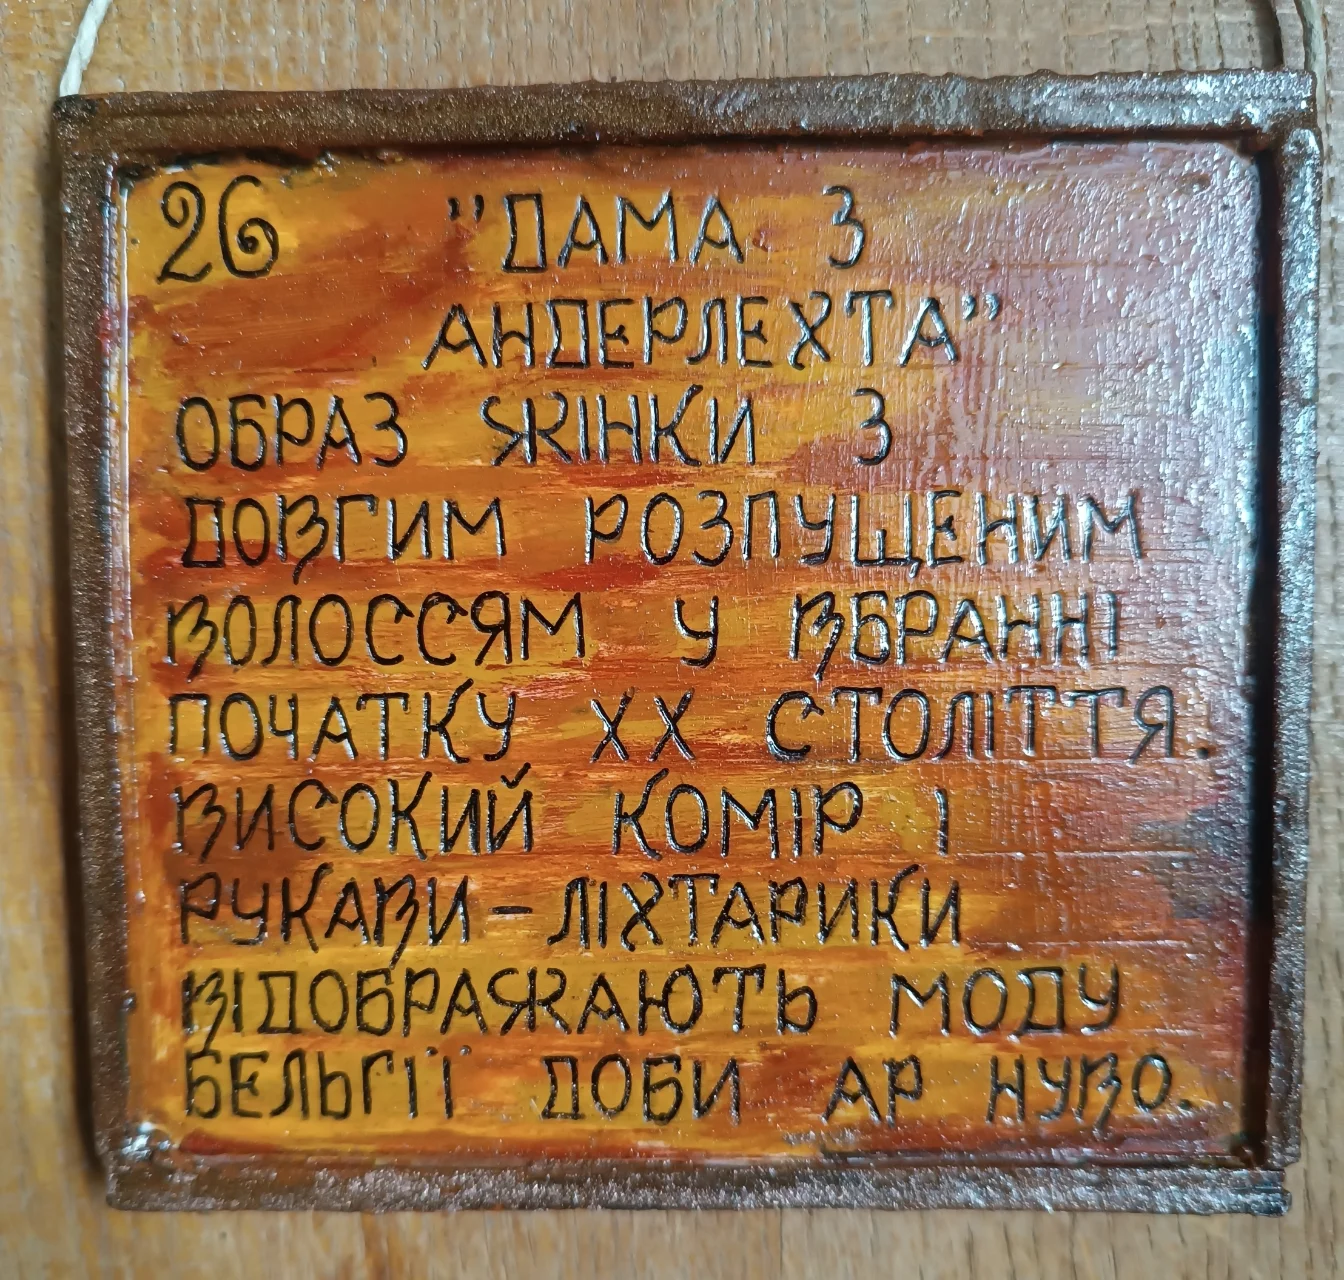 26 "ДАМА З
АНДЕРЛЕХТА"
ОБРАЗ ЖІНКИ З
ДОВГИМ РОЗПУЩЕНИМ
ВОЛОССЯМ У ВБРАННІ
ПОЧАТКУ ХХ СТОЛІТТЯ.
ВИСОКИЙ КОМІР І
РУКАВИ-ЛІХТАРИКИ
ВІДОБРАЖАЮТЬ МОДУ
БЕЛЬГІЇ ДОБИ АР НУВО.